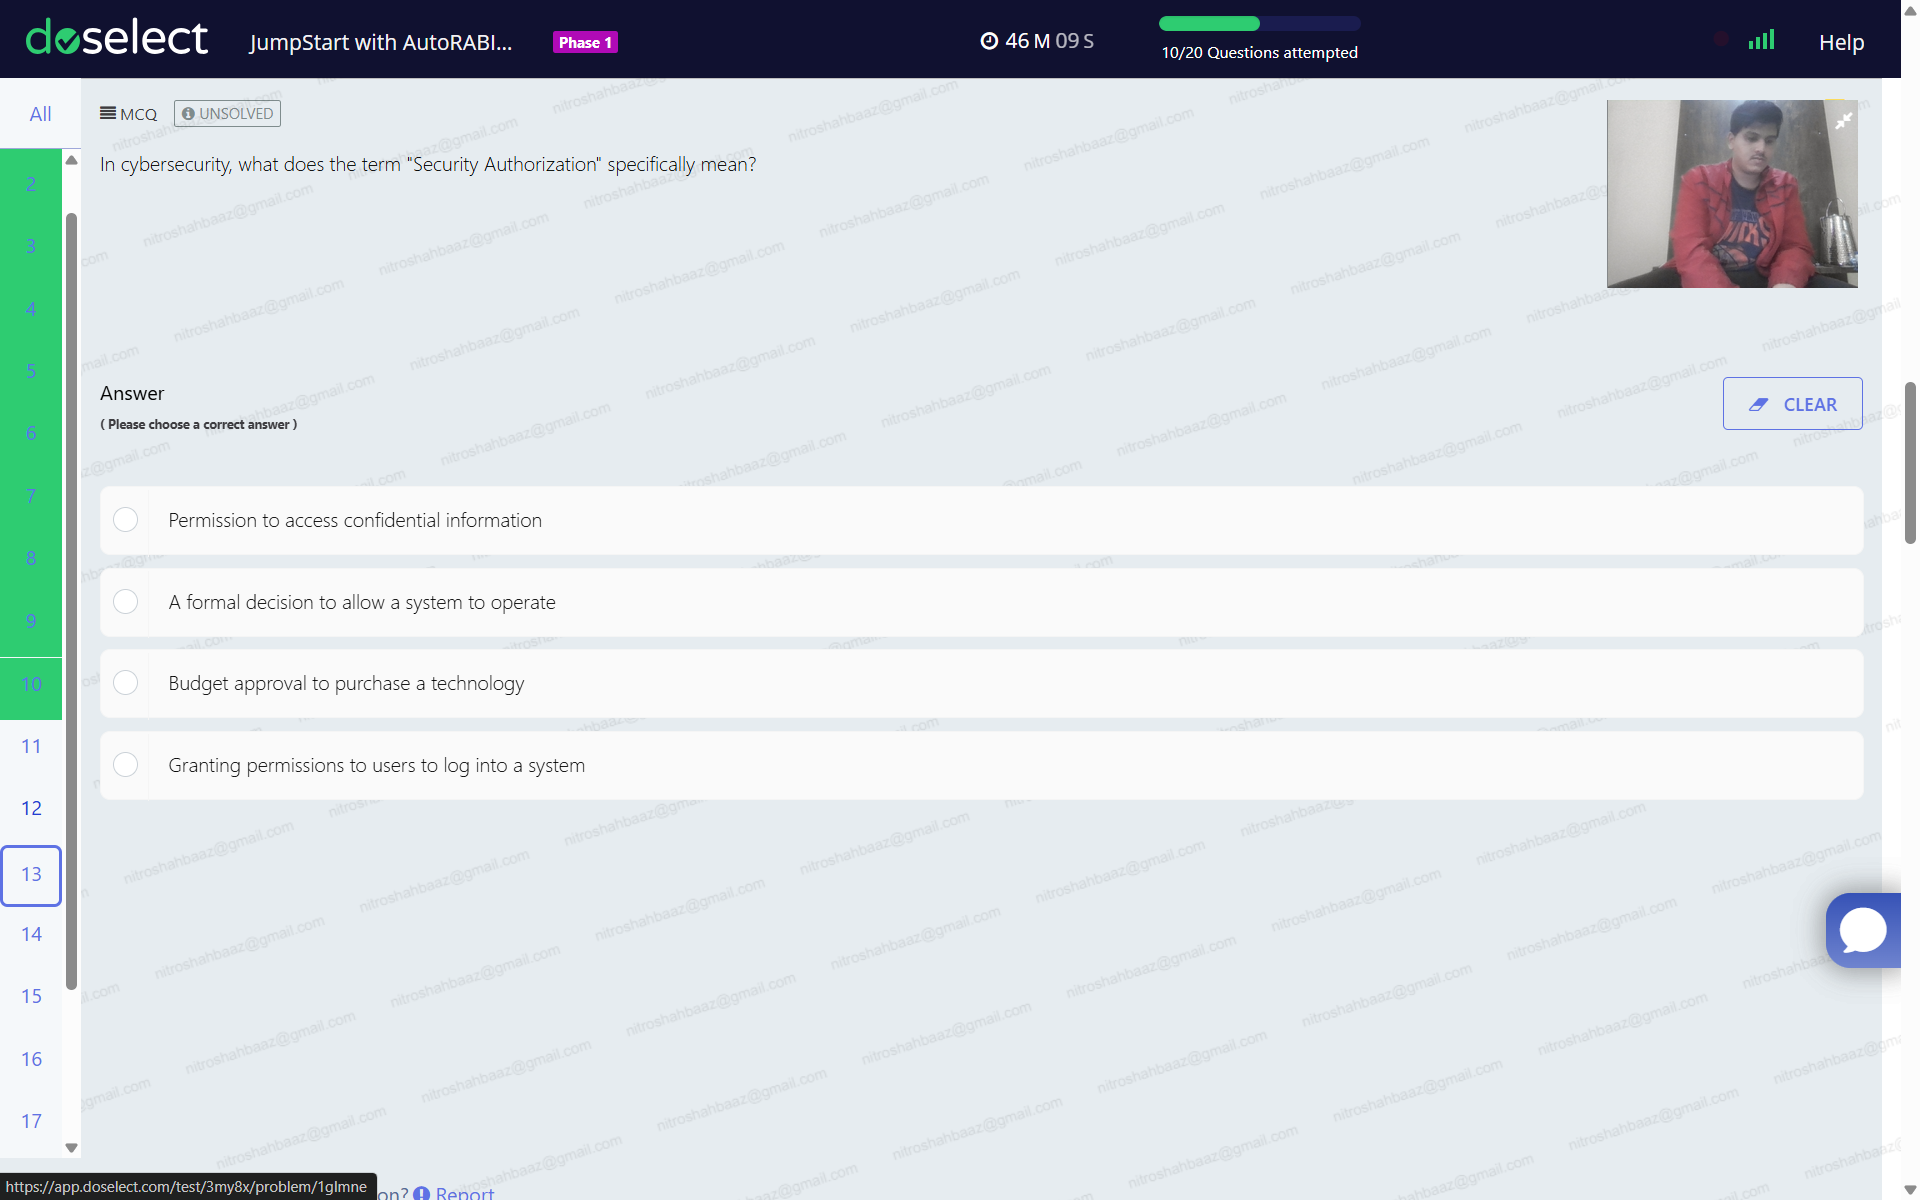 doselect
JumpStart with AutoRABI...
Phase 1
46 M 09 S
10/20 Questions attempted
Help
All
MCQ
UNSOLVED
In cybersecurity, what does the term "Security Authorization" specifically mean?
2
3
4
5
6
7
8
9
10
11
12
13
14
15
16
17
Answer
( Please choose a correct answer )
CLEAR
Permission to access confidential information
A formal decision to allow a system to operate
Budget approval to purchase a technology
Granting permissions to users to log into a system
nitroshahbaaz@gmail.com
https://app.doselect.com/test/3my8x/problem/1glmne
on?
Report